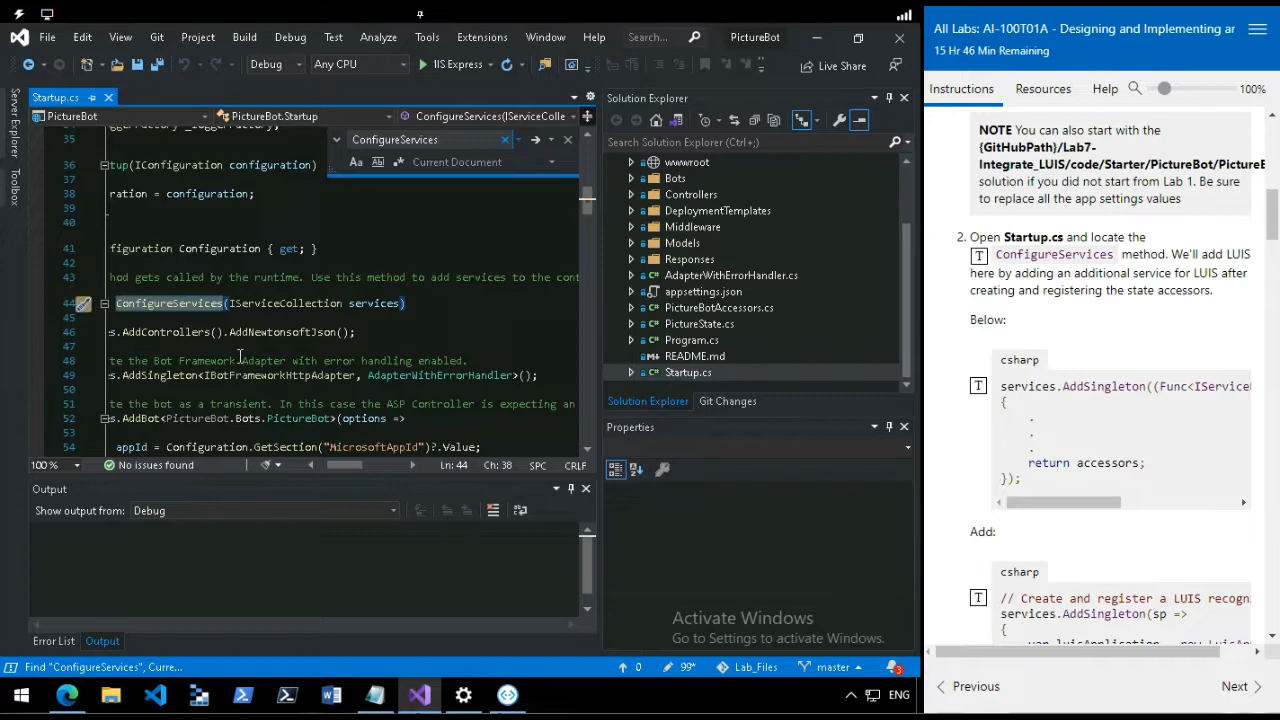 File Edit View Git Project Build Debug Test Analyze Tools Extensions Window Help Search... PictureBot
Debug Any CPU IIS Express Live Share
Server Explorer
Toolbox
Startup.cs
PictureBot PictureBot.Startup ConfigureServices(IServiceColle
ConfigureServices
Aa Current Document
35
36 tup(IConfiguration configuration)
37
38 ration = configuration;
39
40
41 figuration Configuration { get; }
42
43 hod gets called by the runtime. Use this method to add services to the cont
44 ConfigureServices(IServiceCollection services)
45
46 s.AddControllers().AddNewtonsoftJson();
47
48 te the Bot Framework Adapter with error handling enabled.
49 s.AddSingleton<IBotFrameworkHttpAdapter, AdapterWithErrorHandler>();
50
51 te the bot as a transient. In this case the ASP Controller is expecting an
52 s.AddBot<PictureBot.Bots.PictureBot>(options =>
53
54 appId = Configuration.GetSection("MicrosoftAppId")?.Value;
100 % No issues found Ln: 44 Ch: 38 SPC CRLF
Output
Show output from: Debug
Error List Output
Solution Explorer
Search Solution Explorer (Ctrl+;)
wwwroot
Bots
Controllers
DeploymentTemplates
Middleware
Models
Responses
AdapterWithErrorHandler.cs
appsettings.json
PictureBotAccessors.cs
PictureState.cs
Program.cs
README.md
Startup.cs
Solution Explorer Git Changes
Properties
Activate Windows
Go to Settings to activate Windows.
Find "ConfigureServices", Curre... 0 99* Lab_Files master 3
ENG
All Labs: AI-100T01A - Designing and Implementing ar
15 Hr 46 Min Remaining
Instructions Resources Help 100%
NOTE You can also start with the
{GitHubPath}/Lab7-
Integrate_LUIS/code/Starter/PictureBot/PictureE
solution if you did not start from Lab 1. Be sure
to replace all the app settings values
2. Open Startup.cs and locate the
T ConfigureServices method. We'll add LUIS
here by adding an additional service for LUIS after
creating and registering the state accessors.
Below:
csharp
T services.AddSingleton((Func<IService
{
.
.
.
return accessors;
});
Add:
csharp
// Create and register a LUIS recogn
T services.AddSingleton(sp =>
{
Previous Next